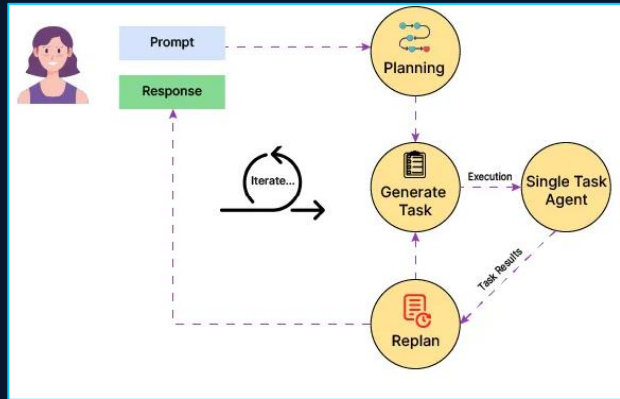 Prompt
Response
Planning
Iterate...
Generate
Task
Execution
Single Task
Agent
Task Results
Replan